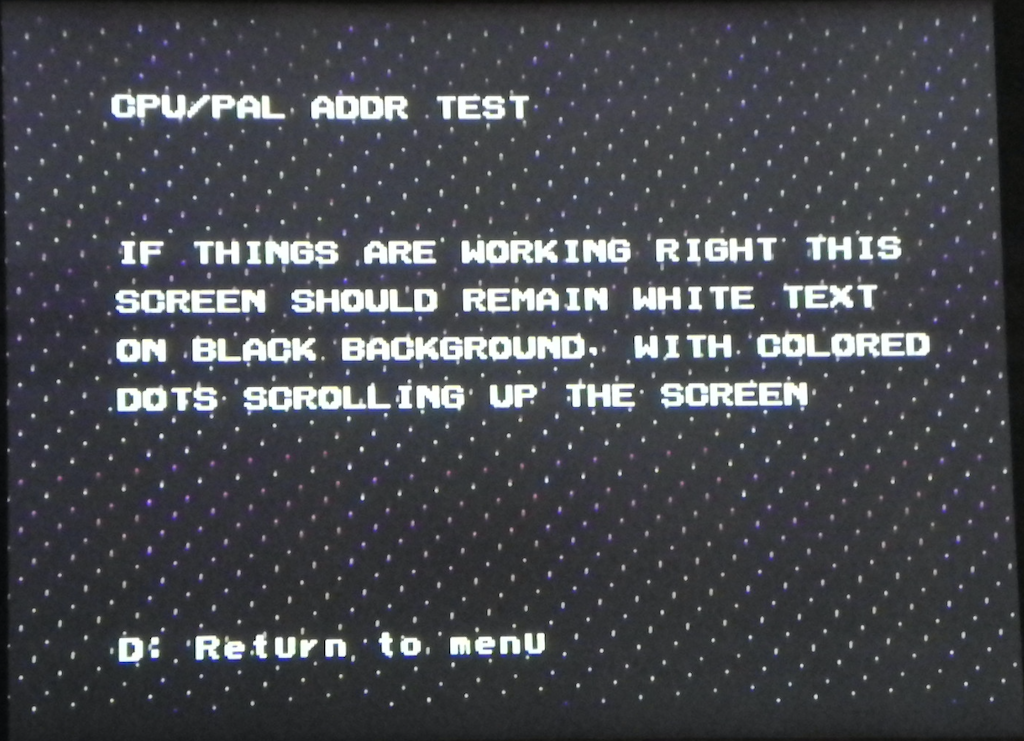 CPU/PAL ADDR TEST
IF THINGS ARE WORKING RIGHT THIS
SCREEN SHOULD REMAIN WHITE TEXT
ON BLACK BACKGROUND. WITH COLORED
DOTS SCROLLING UP THE SCREEN
D: Return to menu